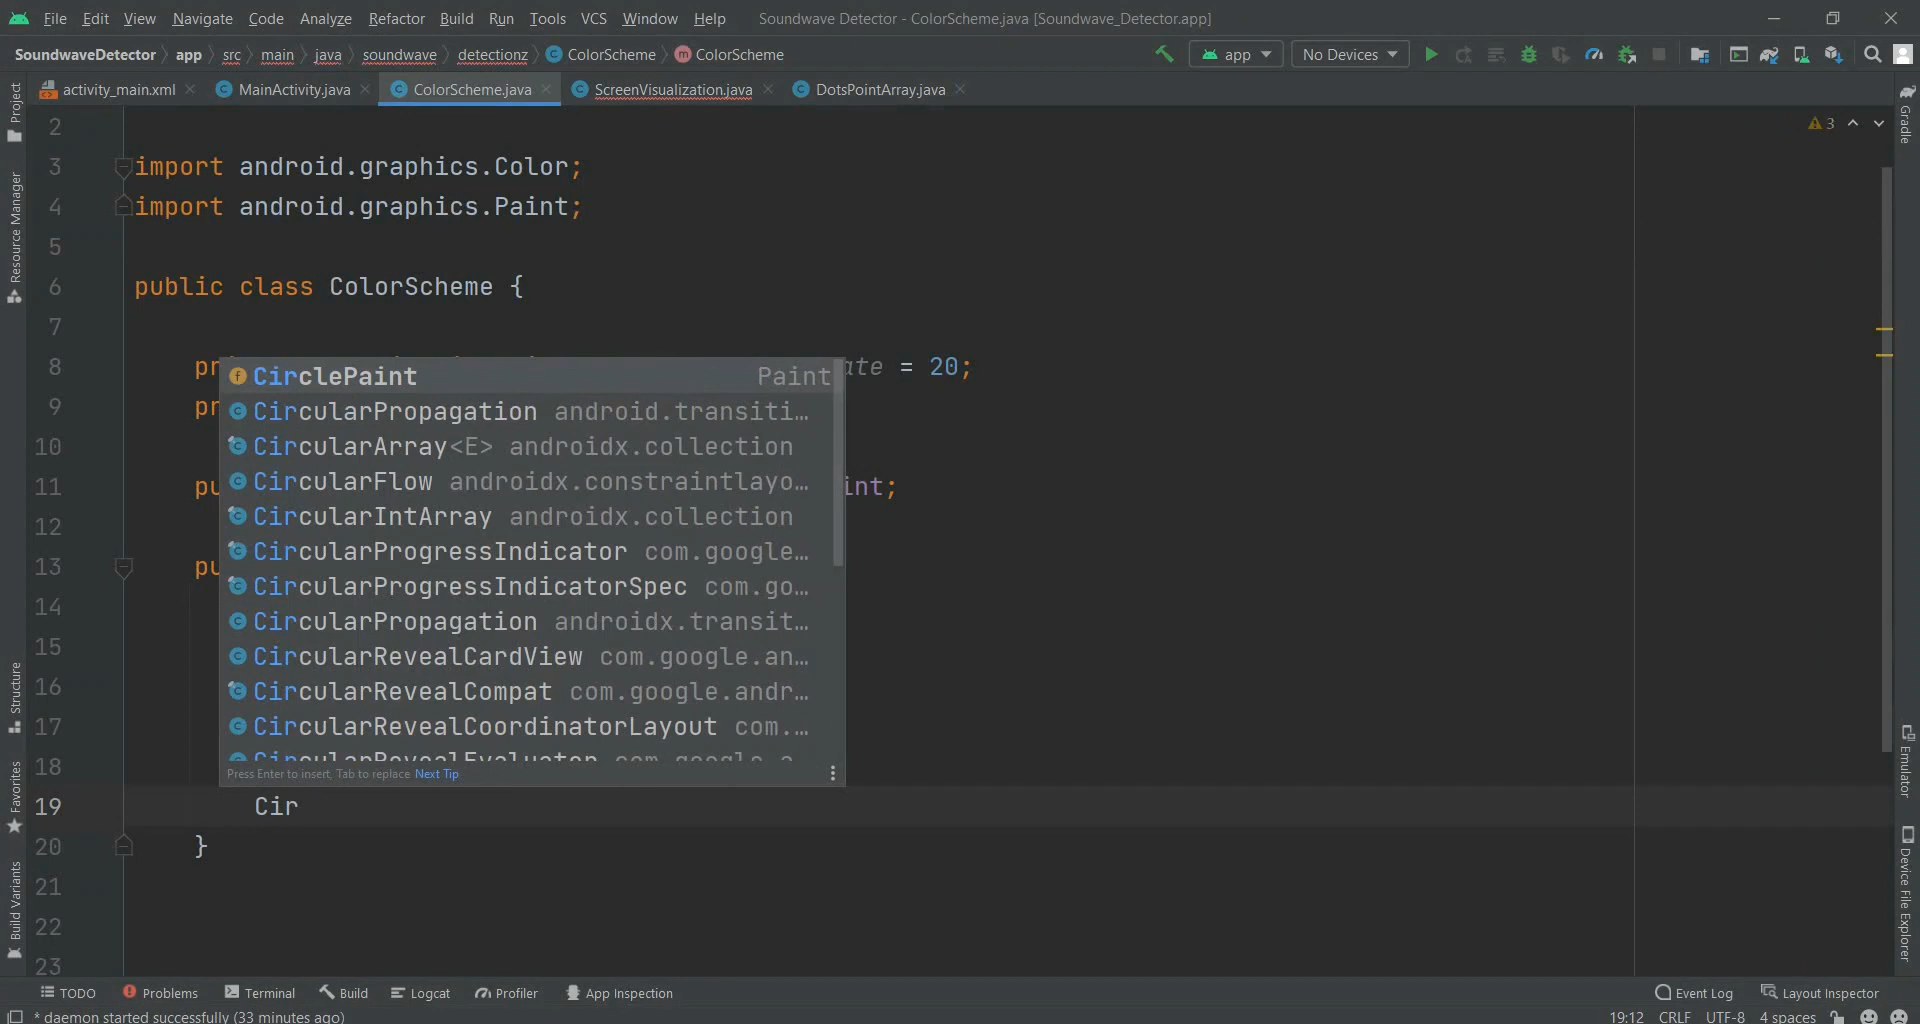 File Edit View Navigate Code Analyze Refactor Build Run Tools VCS Window Help Soundwave Detector - ColorScheme.java [Soundwave_Detector.app]
SoundwaveDetector app src main java soundwave detectionz ColorScheme ColorScheme app No Devices
activity_main.xml MainActivity.java ColorScheme.java ScreenVisualization.java DotsPointArray.java
Project
Resource Manager
Structure
Favorites
Build Variants
2
3 import android.graphics.Color;
4 import android.graphics.Paint;
5
6 public class ColorScheme {
7
8 pr ate = 20;
9 pr
10
11 pu int;
12
13 pu
14
15
16
17
18
19 Cir
20 }
21
22
23
CirclePaint Paint
CircularPropagation android.transiti…
CircularArray<E> androidx.collection
CircularFlow androidx.constraintlayo…
CircularIntArray androidx.collection
CircularProgressIndicator com.google…
CircularProgressIndicatorSpec com.go…
CircularPropagation androidx.transit…
CircularRevealCardView com.google.an…
CircularRevealCompat com.google.andr…
CircularRevealCoordinatorLayout com.…
CircularRevealEvaluator com.google.a
Press Enter to insert, Tab to replace Next Tip
3
Gradle
Emulator
Device File Explorer
TODO Problems Terminal Build Logcat Profiler App Inspection Event Log Layout Inspector
* daemon started successfully (33 minutes ago) 19:12 CRLF UTF-8 4 spaces